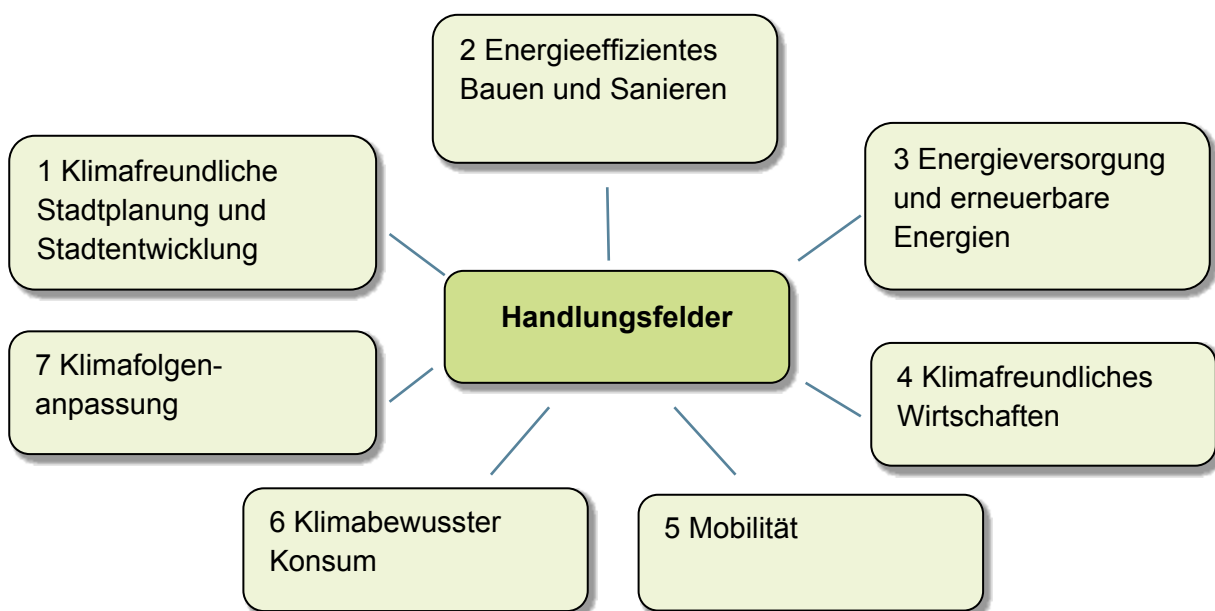 2 Energieeffizientes
Bauen und Sanieren
1 Klimafreundliche
Stadtplanung und
Stadtentwicklung
3 Energieversorgung
und erneuerbare
Energien
Handlungsfelder
7 Klimafolgen-
anpassung
4 Klimafreundliches
Wirtschaften
6 Klimabewusster
Konsum
5 Mobilität